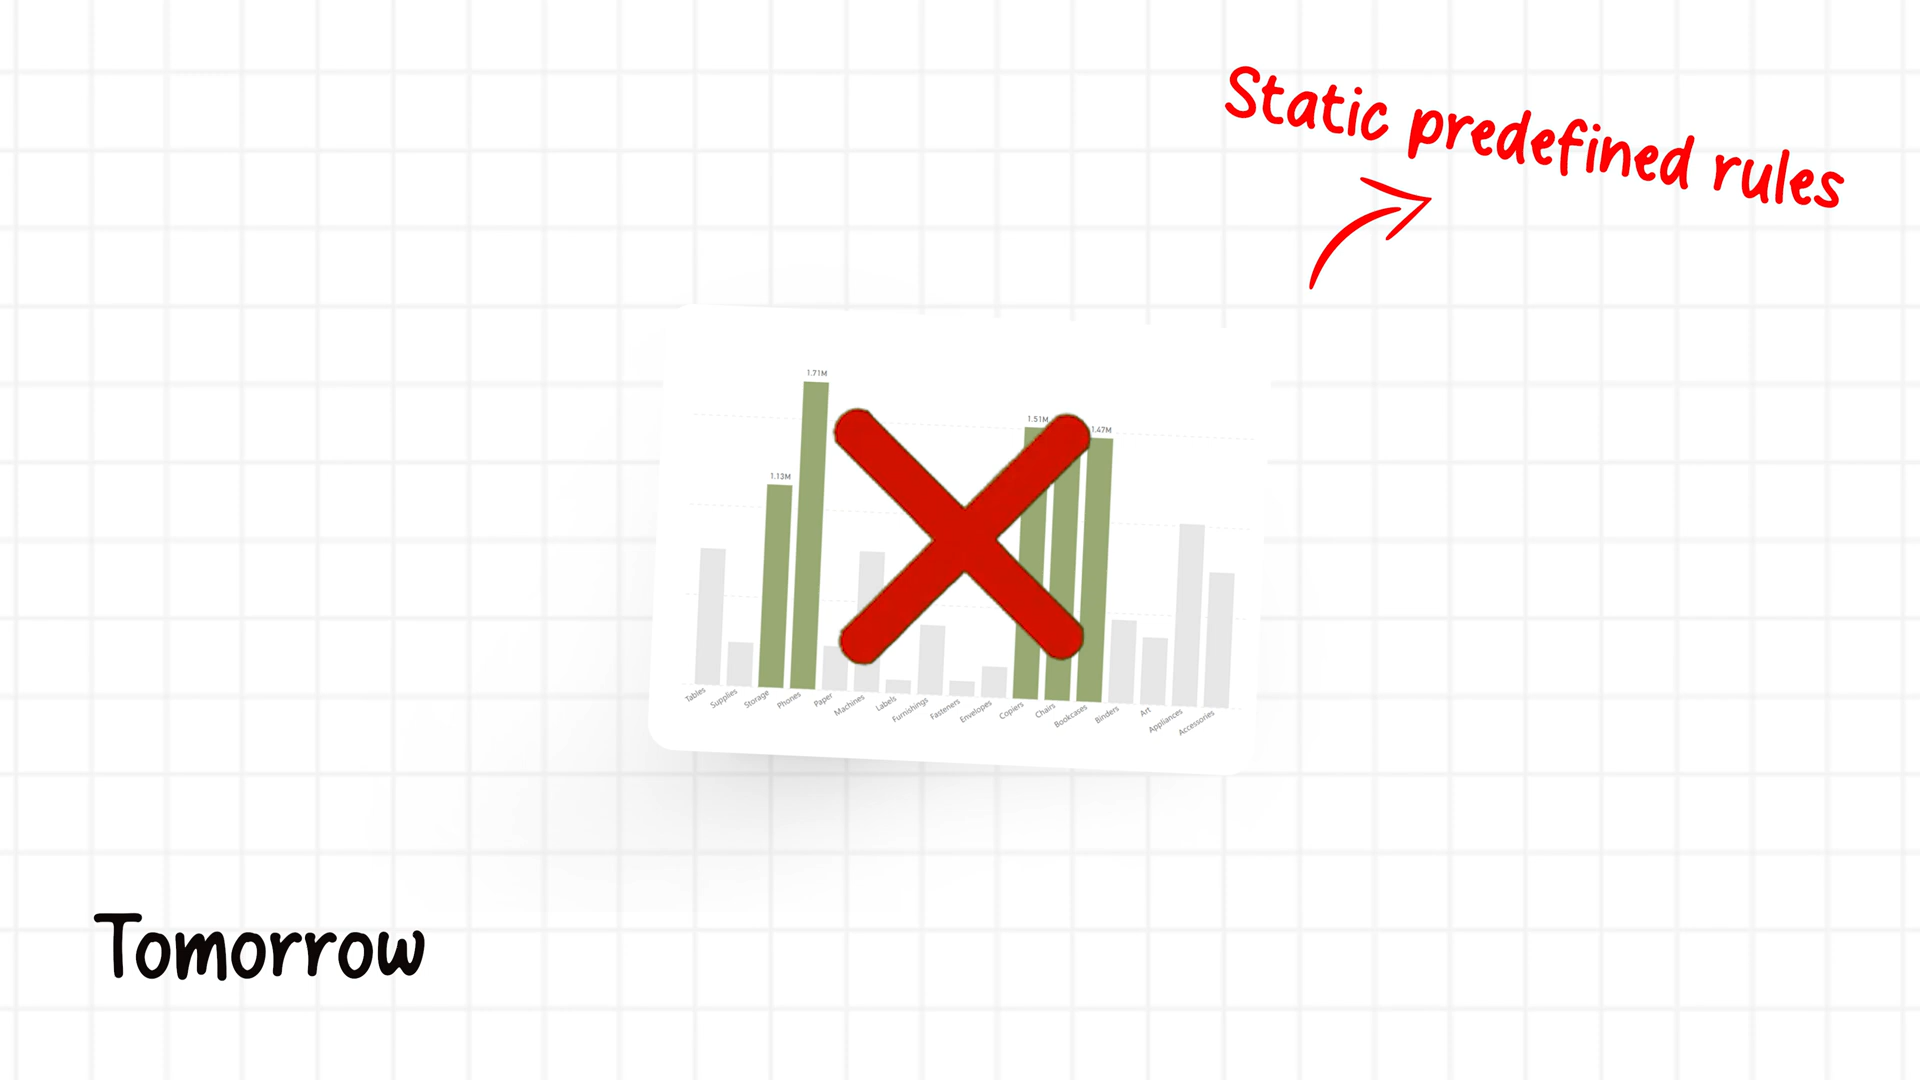 Static predefined rules
1.71M
1.51M
1.47M
1.13M
Tables
Supplies
Storage
Phones
Paper
Machines
Labels
Furnishings
Fasteners
Envelopes
Copiers
Chairs
Bookcases
Binders
Art
Appliances
Accessories
Tomorrow